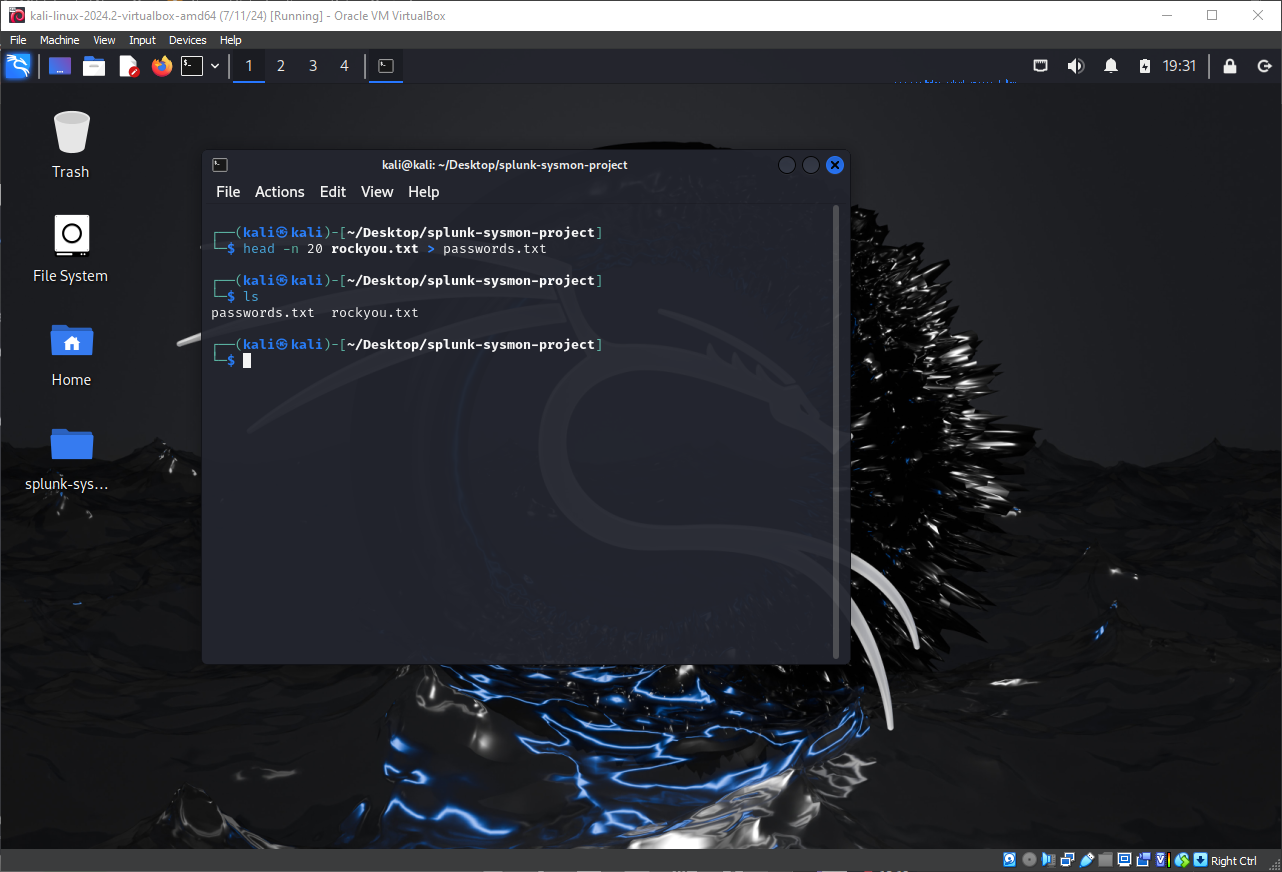 kali-linux-2024.2-virtualbox-amd64 (7/11/24) [Running] - Oracle VM VirtualBox
File Machine View Input Devices Help
1 2 3 4 19:31
Trash
File System
Home
splunk-sys...
kali@kali: ~/Desktop/splunk-sysmon-project
File Actions Edit View Help
┌──(kali㉿kali)-[~/Desktop/splunk-sysmon-project]
└─$ head -n 20 rockyou.txt > passwords.txt
┌──(kali㉿kali)-[~/Desktop/splunk-sysmon-project]
└─$ ls
passwords.txt  rockyou.txt
┌──(kali㉿kali)-[~/Desktop/splunk-sysmon-project]
└─$
Right Ctrl